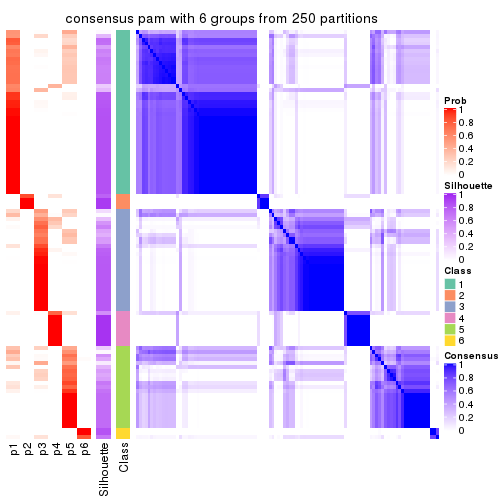 consensus pam with 6 groups from 250 partitions
Prob
1
0.8
0.6
0.4
0.2
0
Silhouette
1
0.8
0.6
0.4
0.2
0
Class
1
2
3
4
5
6
Consensus
1
0.8
0.6
0.4
0.2
0
p1
p2
p3
p4
p5
p6
Silhouette
Class